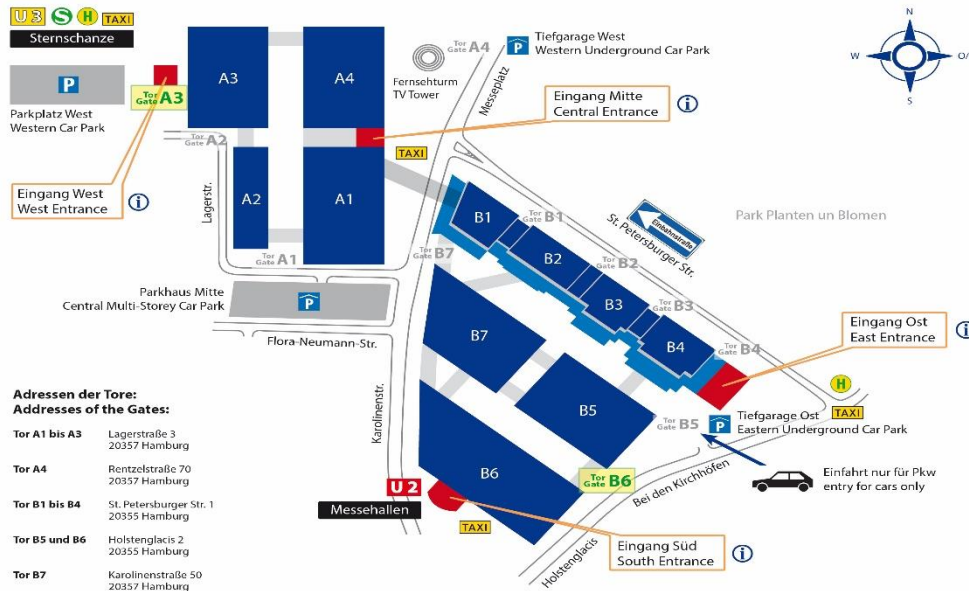 U3 S H TAXI
Sternschanze
P
Parkplatz West
Western Car Park
Tor
Gate A3
Eingang West
West Entrance
i
A3
A4
Tor
Gate A2
Lagerstr.
A2
A1
Tor
Gate A1
Fernsehturm
TV Tower
Tor
Gate A4
P
Tiefgarage West
Western Underground Car Park
Messeplatz
Eingang Mitte
Central Entrance
i
TAXI
N
W
O/
S
Park Planten un Blomen
Einbahnstraße
St. Petersburger Str.
B1
Tor
Gate B1
B2
Tor
Gate B2
B3
Tor
Gate B3
B4
Tor
Gate B4
Tor
Gate B7
B7
Eingang Ost
East Entrance
i
Parkhaus Mitte
Central Multi-Storey Car Park
P
Flora-Neumann-Str.
Karolinenstr.
B5
Tor
Gate B5
P
Tiefgarage Ost
Eastern Underground Car Park
H
TAXI
B6
Tor
Gate B6
Bei den Kirchhöfen
Einfahrt nur für Pkw
entry for cars only
U2
Messehallen
TAXI
Holstenglacis
Eingang Süd
South Entrance
i
Adressen der Tore:
Addresses of the Gates:
Tor A1 bis A3 Lagerstraße 3
20357 Hamburg
Tor A4 Rentzelstraße 70
20357 Hamburg
Tor B1 bis B4 St. Petersburger Str. 1
20355 Hamburg
Tor B5 und B6 Holstenglacis 2
20355 Hamburg
Tor B7 Karolinenstraße 50
20357 Hamburg